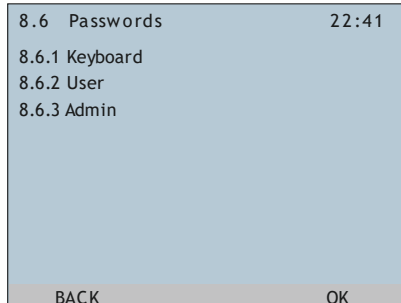 8.6 Passwords 22:41
8.6.1 Keyboard
8.6.2 User
8.6.3 Admin
BACK OK